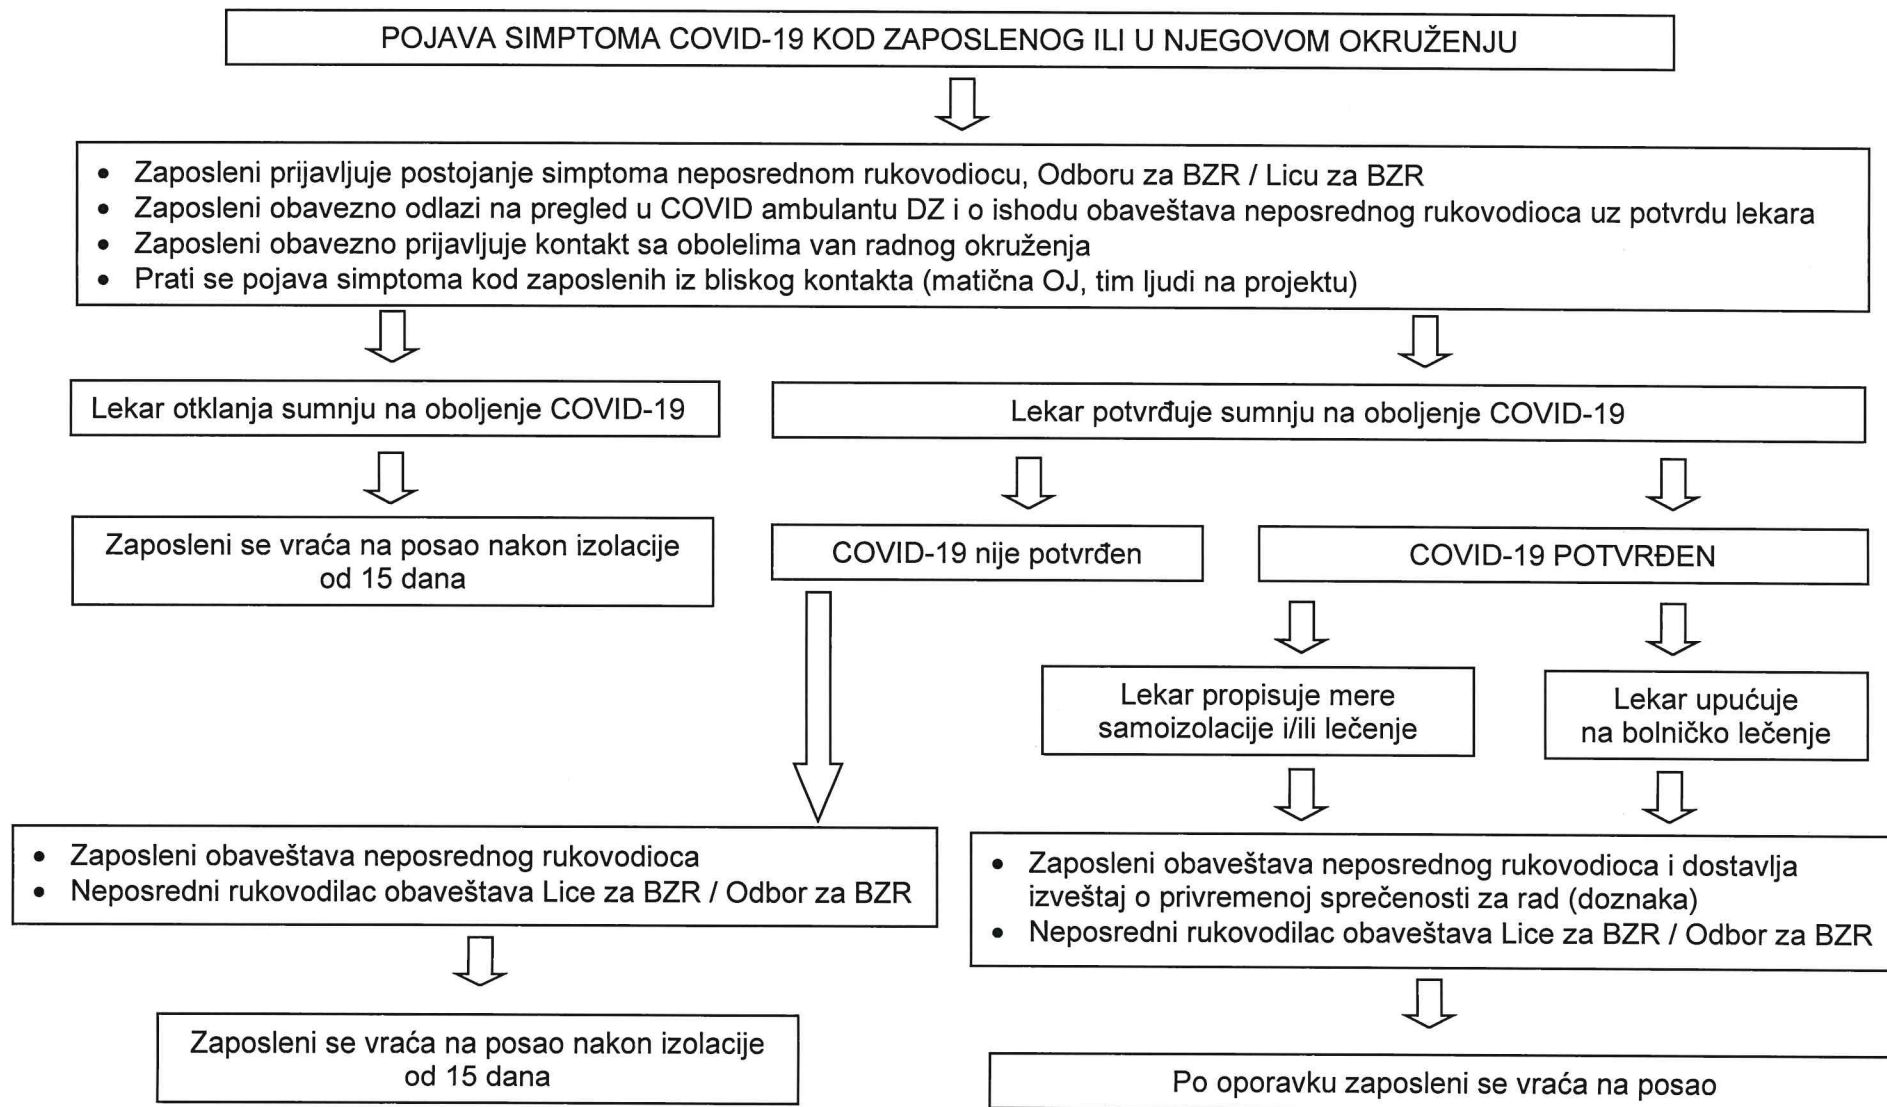 POJAVA SIMPTOMA COVID-19 KOD ZAPOSLENOG ILI U NJEGOVOM OKRUŽENJU
• Zaposleni prijavljuje postojanje simptoma neposrednom rukovodiocu, Odboru za BZR / Licu za BZR
• Zaposleni obavezno odlazi na pregled u COVID ambulantu DZ i o ishodu obaveštava neposrednog rukovodioca uz potvrdu lekara
• Zaposleni obavezno prijavljuje kontakt sa obolelima van radnog okruženja
• Prati se pojava simptoma kod zaposlenih iz bliskog kontakta (matična OJ, tim ljudi na projektu)
Lekar otklanja sumnju na oboljenje COVID-19
Lekar potvrđuje sumnju na oboljenje COVID-19
Zaposleni se vraća na posao nakon izolacije
od 15 dana
COVID-19 nije potvrđen
COVID-19 POTVRĐEN
Lekar propisuje mere
samoizolacije i/ili lečenje
Lekar upućuje
na bolničko lečenje
• Zaposleni obaveštava neposrednog rukovodioca
• Neposredni rukovodilac obaveštava Lice za BZR / Odbor za BZR
• Zaposleni obaveštava neposrednog rukovodioca i dostavlja
izveštaj o privremenoj sprečenosti za rad (doznaka)
• Neposredni rukovodilac obaveštava Lice za BZR / Odbor za BZR
Zaposleni se vraća na posao nakon izolacije
od 15 dana
Po oporavku zaposleni se vraća na posao